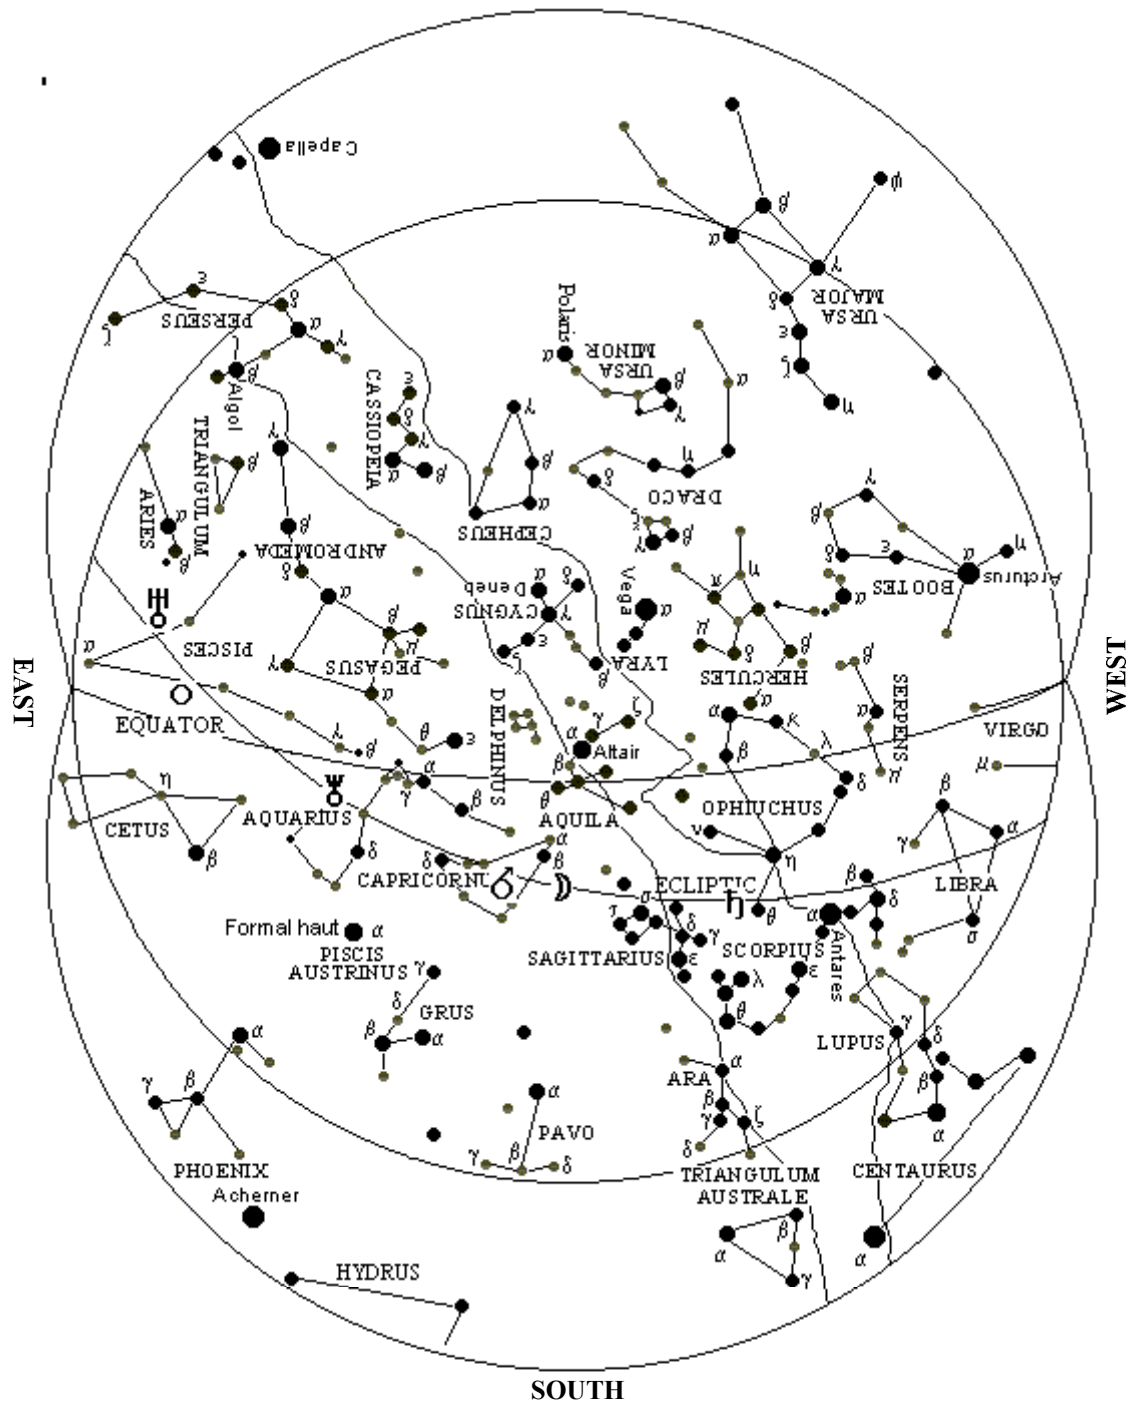 Capella
ε
δ
α
γ
ζ
PERSEUS
β
Algol
φ
β
α
γ
δ
URSA
MAJOR
ε
ζ
η
Polaris
α
URSA
MINOR
β
γ
α
CASSIOPEIA
ε
δ
γ
α
β
γ
β
α
CEPHEUS
TRIANGULUM
β
γ
ARIES
α
β
β
ANDROMEDA
δ
α
η
δ
DRACO
ξ
γ
β
γ
β
δ
ε
α
η
BOOTES
Arcturus
α
Deneb
α
δ
CYGNUS
γ
ε
ζ
Vega
α
LYRA
β
π
η
μ
δ
β
HERCULES
α
α
PISCES
γ
β
β
μ
PEGASUS
γ
α
θ
ε
DELPHINUS
ζ
γ
α
Altair
β
θ
AQUILA
α
κ
β
λ
δ
OPHIUCHUS
ν
η
θ
β
α
μ
SERPENS
VIRGO
μ
EAST
WEST
EQUATOR
η
CETUS
β
AQUARIUS
α
γ
β
δ
δ
CAPRICORNU
α
β
ECLIPTIC
β
α
γ
LIBRA
σ
Formal haut
α
PISCIS
AUSTRINUS
γ
δ
GRUS
β
α
σ
τ
SAGITTARIUS
δ
γ
ε
SCORPIUS
α
Antares
β
δ
ε
λ
θ
LUPUS
γ
δ
β
α
ARA
α
β
γ
ζ
δ
α
PAVO
γ
β
δ
α
γ
β
PHOENIX
Acherner
TRIANGULUM
AUSTRALE
β
α
γ
CENTAURUS
α
HYDRUS
SOUTH